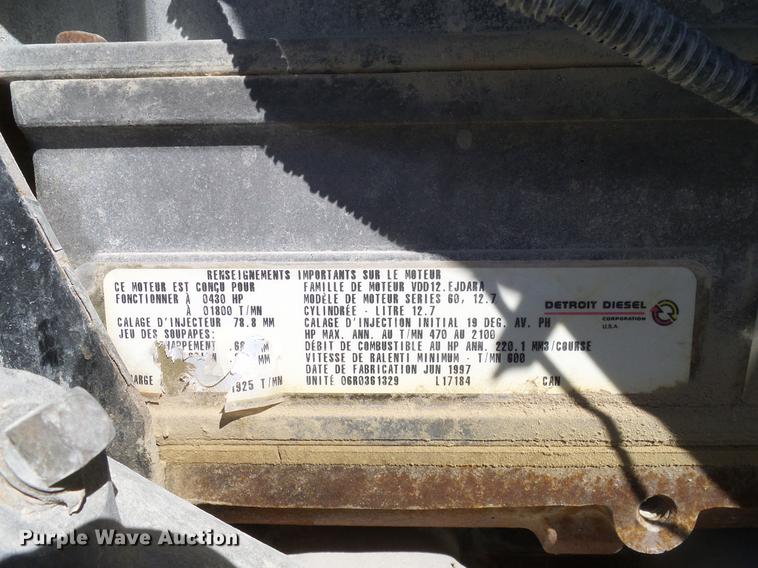 RENSEIGNEMENTS IMPORTANTS SUR LE MOTEUR
CE MOTEUR EST CONÇU POUR
FONCTIONNER À 0430 HP
À 01800 T/MN
CALAGE D'INJECTEUR 78.8 MM
JEU DES SOUPAPES:
.68
MM
1925 T/MN
FAMILLE DE MOTEUR VDD12.EJDARA
MODÈLE DE MOTEUR SERIES 60, 12.7
CYLINDRÉE - LITRE 12.7
CALAGE D'INJECTION INITIAL 19 DEG. AV. PH
HP MAX. ANN. AU T/MN 470 AU 2100
DÉBIT DE COMBUSTIBLE AU HP ANN. 220.1 MM3/COURSE
VITESSE DE RALENTI MINIMUM - T/MN 600
DATE DE FABRICATION JUN 1997
UNITÉ 06R0361329 L17184 CAN
DETROIT DIESEL
CORPORATION
U.S.A.
Purple Wave Auction